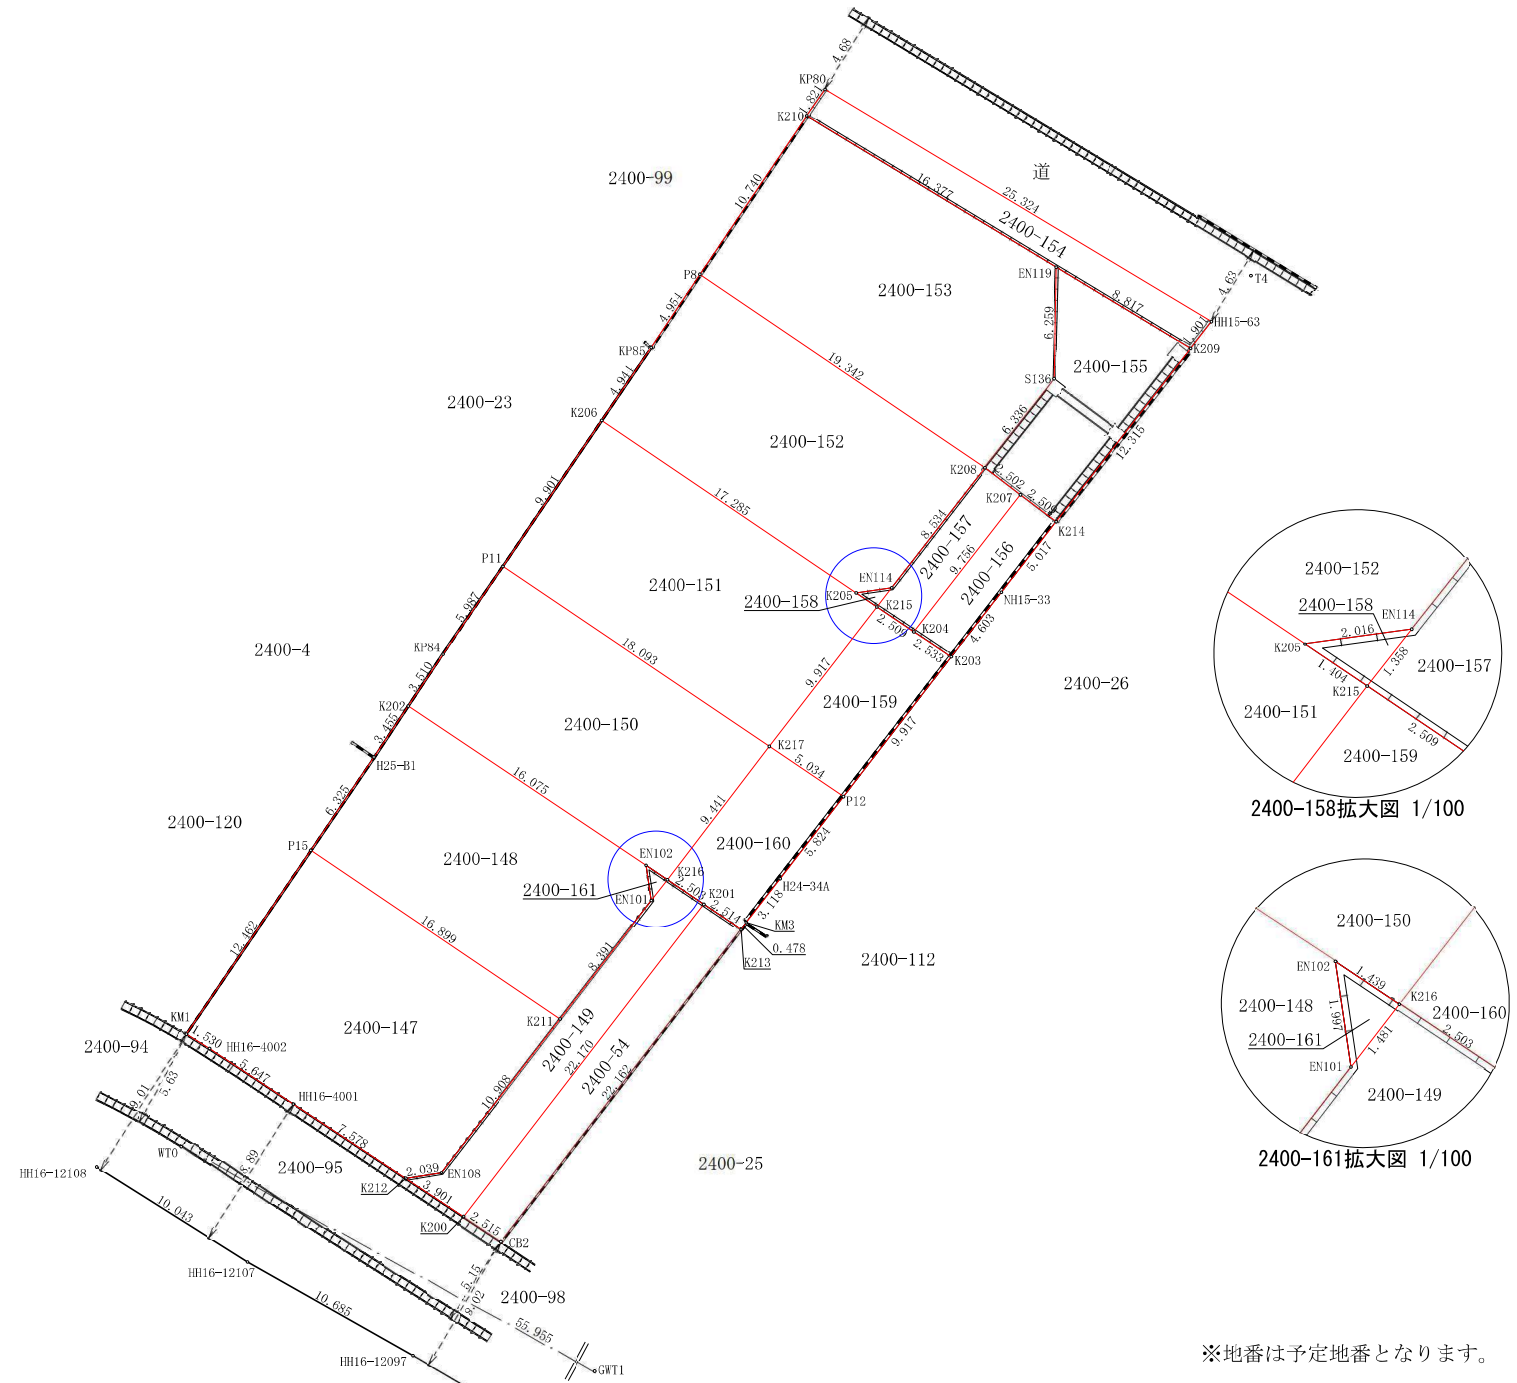 4.68
KP80
1.821
K210
道
2400-99
10.740
16.377
25.324
2400-154
P8
EN119
T4
4.63
2400-153
8.817
HH15-63
K209
4.954
6.259
KP85
19.342
S136
2400-155
4.941
2400-23
K206
2400-152
6.336
12.315
K208
2.502
K207
K214
9.901
17.285
8.534
2400-157
9.756
2400-156
5.017
P11
2400-151
EN114
K205
2400-158
K215
NH15-33
5.987
2.509
K204
4.603
2.533
K203
2400-4
KP84
18.093
9.917
2400-26
3.510
K202
2400-159
3.455
2400-150
9.917
H25-B1
K217
16.075
5.034
P12
6.325
9.441
2400-120
P15
2400-148
EN102
2400-160
5.824
K216
H24-34A
2400-161
2.503
K201
EN101
2.514
3.118
KM3
0.478
K213
16.899
8.391
2400-112
12.462
KM1
2400-147
K211
2400-149
1.530
HH16-4002
22.170
2400-54
2400-94
5.647
22.162
9.01
5.63
HH16-4001
10.908
7.578
WT0
8.89
2400-95
2.039
EN108
2400-25
HH16-12108
K212
3.901
10.043
K200
2.515
CB2
HH16-12107
5.15
8.02
2400-98
10.685
55.955
HH16-12097
GWT1
2400-152
2400-158
EN114
2.016
K205
1.358
2400-157
1.404
K215
2400-151
2.509
2400-159
2400-158拡大図 1/100
2400-150
EN102
1.439
K216
2400-148
1.997
2400-160
2400-161
1.481
2.503
EN101
2400-149
2400-161拡大図 1/100
※地番は予定地番となります。